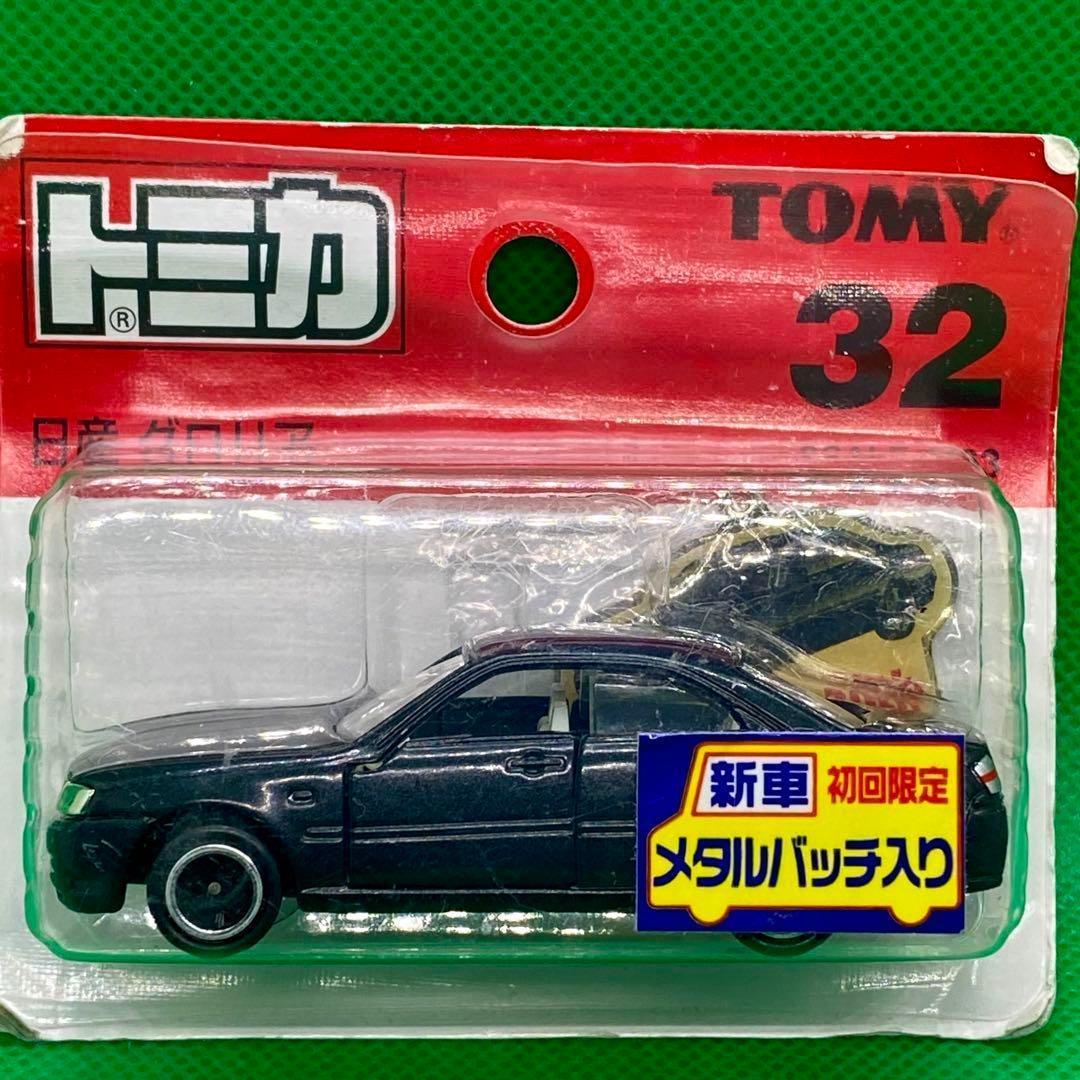 トミカ®
TOMY®
32
日産 グロリア
新車 初回限定
メタルバッチ入り